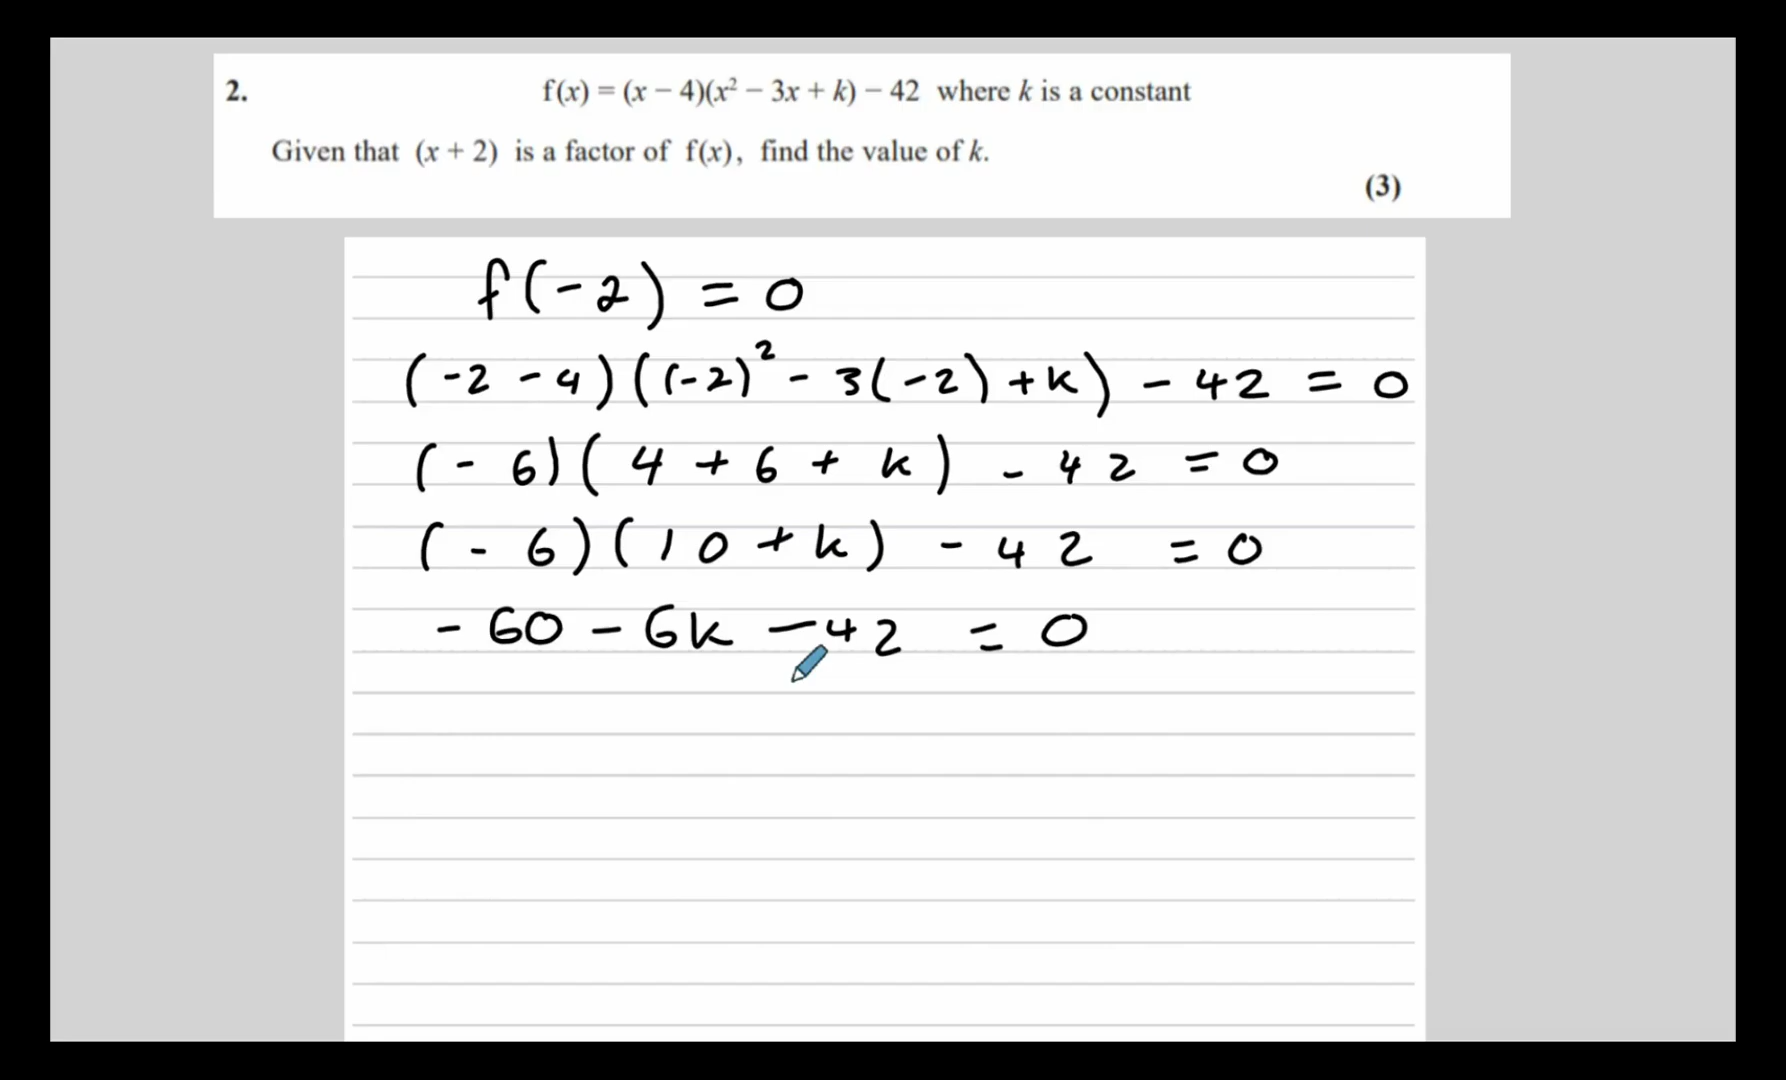 2. f(x) = (x − 4)(x² − 3x + k) − 42 where k is a constant
Given that (x + 2) is a factor of f(x), find the value of k.
(3)
f(-2) = 0
(-2 - 4)((-2)² - 3(-2) + k) - 42 = 0
(-6)(4 + 6 + k) - 42 = 0
(-6)(10 + k) - 42 = 0
-60 - 6k - 42 = 0